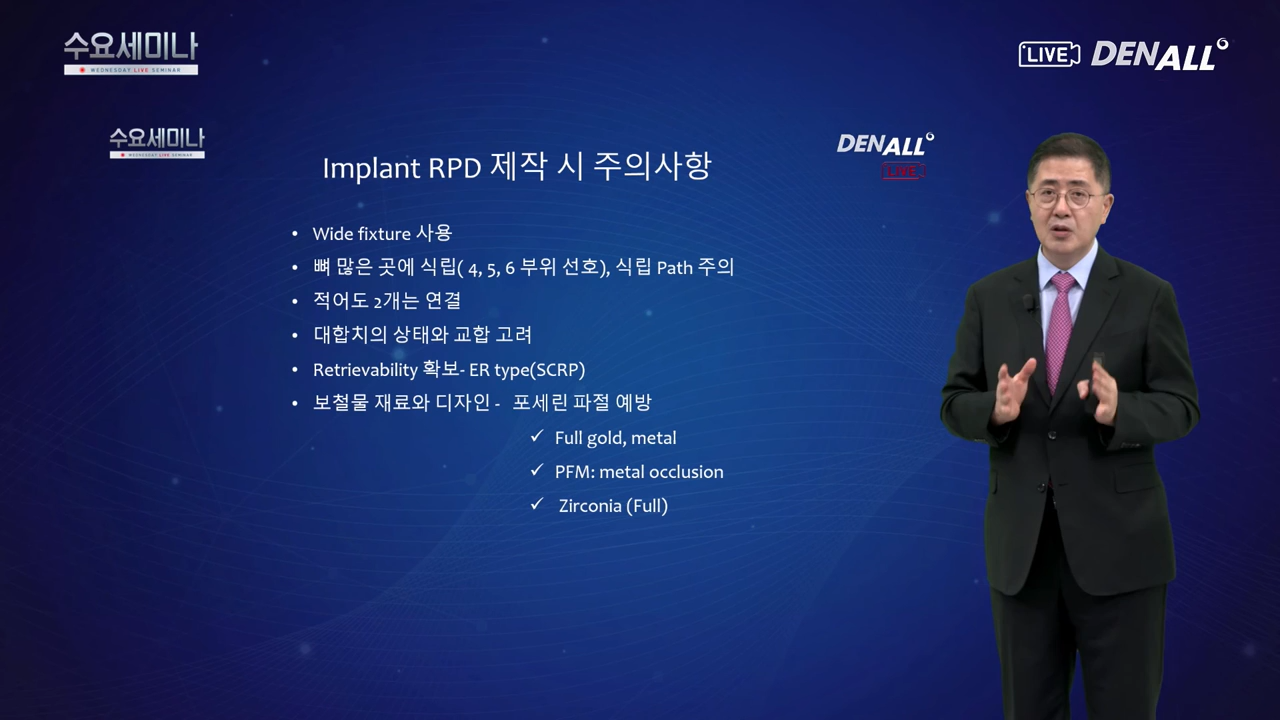 수요세미나
WEDNESDAY LIVE SEMINAR
LIVE DENALL
수요세미나
WEDNESDAY LIVE SEMINAR
DENALL
LIVE
Implant RPD 제작 시 주의사항
• Wide fixture 사용
• 뼈 많은 곳에 식립( 4, 5, 6 부위 선호), 식립 Path 주의
• 적어도 2개는 연결
• 대합치의 상태와 교합 고려
• Retrievability 확보- ER type(SCRP)
• 보철물 재료와 디자인 - 포세린 파절 예방
✓ Full gold, metal
✓ PFM: metal occlusion
✓ Zirconia (Full)